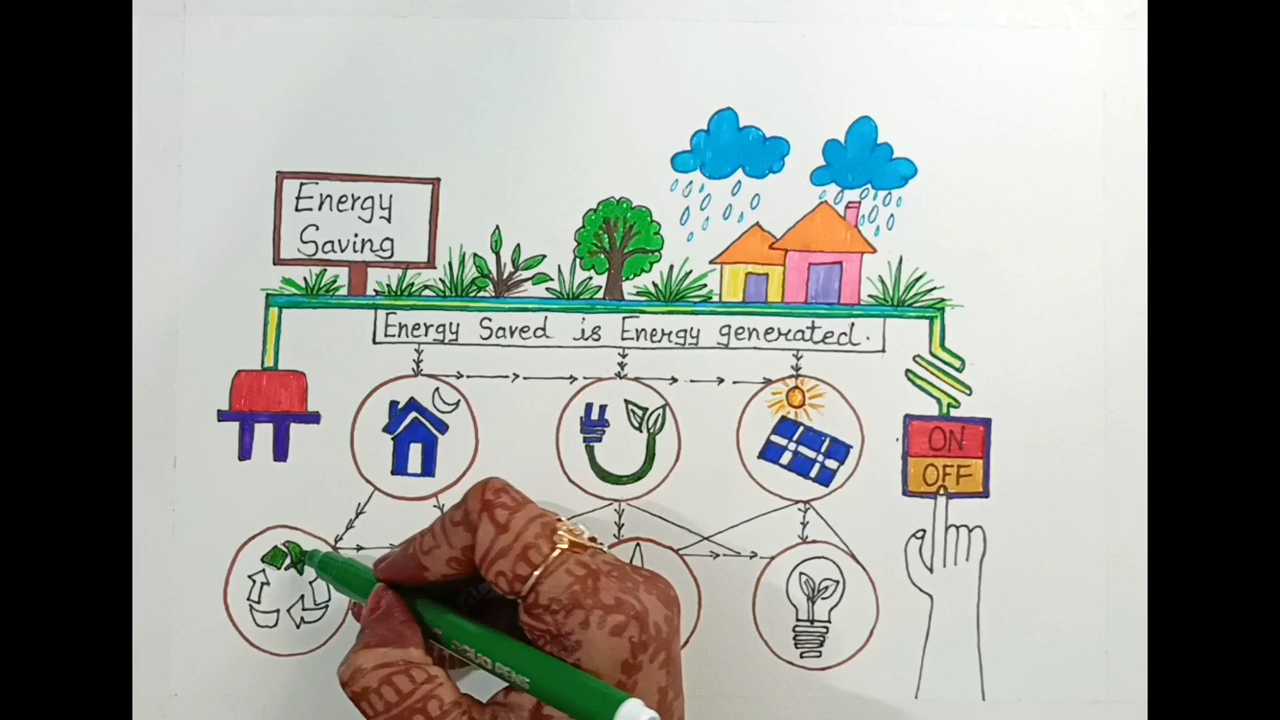 Energy
Saving
Energy Saved is Energy generated.
ON
OFF